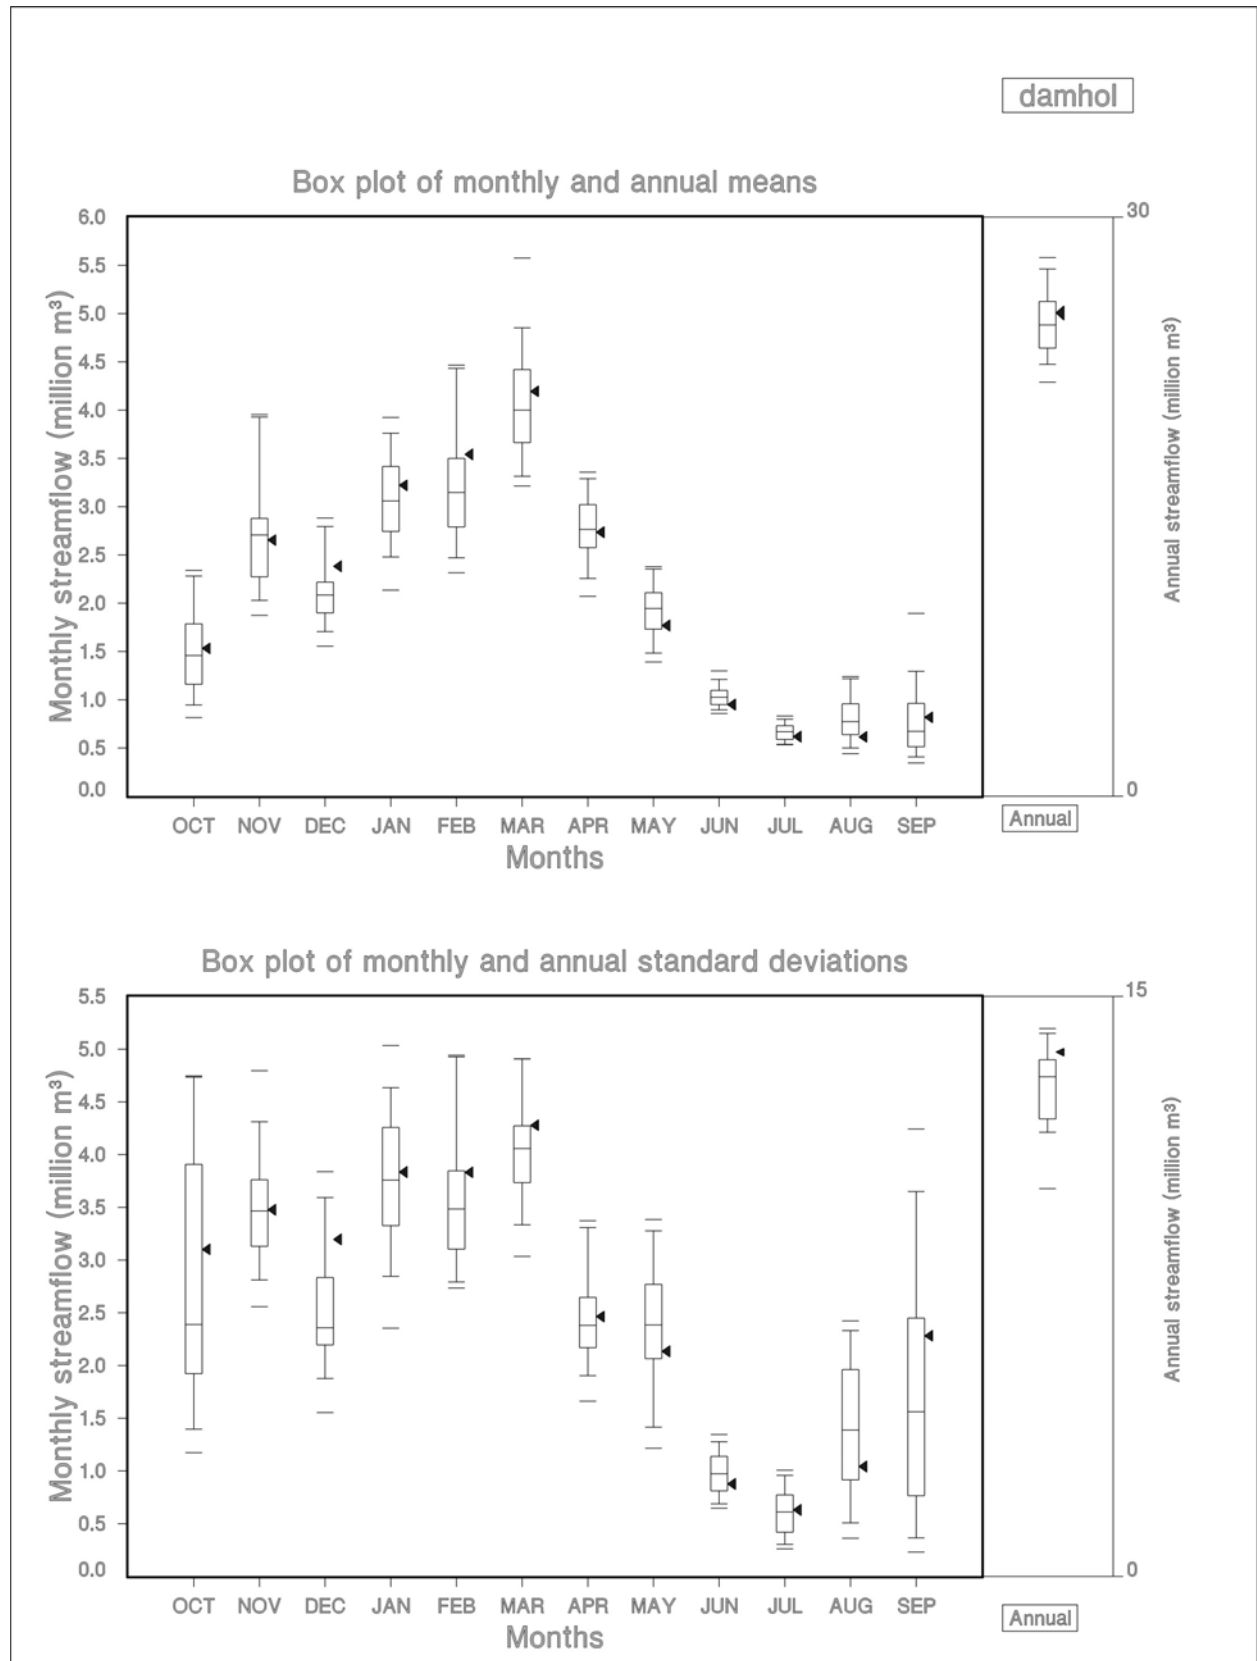 damhol
Box plot of monthly and annual means
Monthly streamflow (million m³)
6.0
5.5
5.0
4.5
4.0
3.5
3.0
2.5
2.0
1.5
1.0
0.5
0.0
OCT NOV DEC JAN FEB MAR APR MAY JUN JUL AUG SEP
Months
30
0
Annual streamflow (million m³)
Annual
Box plot of monthly and annual standard deviations
Monthly streamflow (million m³)
5.5
5.0
4.5
4.0
3.5
3.0
2.5
2.0
1.5
1.0
0.5
0.0
OCT NOV DEC JAN FEB MAR APR MAY JUN JUL AUG SEP
Months
15
0
Annual streamflow (million m³)
Annual